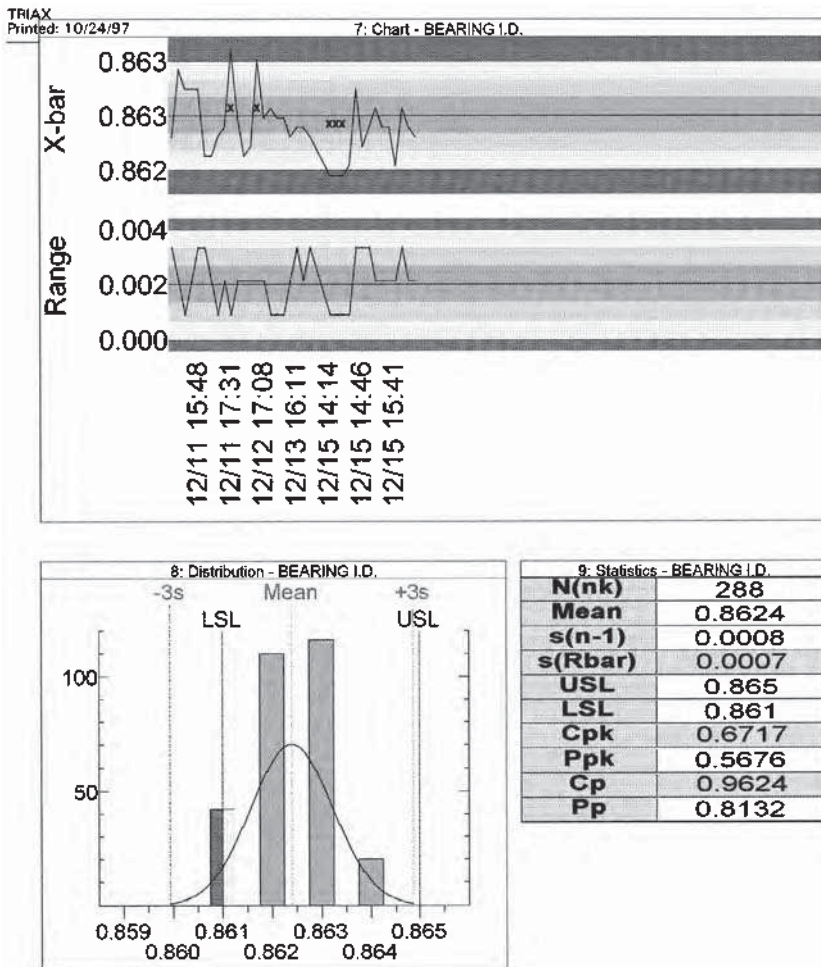 TRIAX
Printed: 10/24/97
7: Chart - BEARING I.D.
X-bar
0.863
0.863
0.862
x
x
xxx
Range
0.004
0.002
0.000
12/11 15:48
12/11 17:31
12/12 17:08
12/13 16:11
12/15 14:14
12/15 14:46
12/15 15:41
8: Distribution - BEARING I.D.
-3s Mean +3s
LSL USL
100
50
0.859 0.861 0.863 0.865
0.860 0.862 0.864
9: Statistics - BEARING I.D.
N(nk) 288
Mean 0.8624
s(n-1) 0.0008
s(Rbar) 0.0007
USL 0.865
LSL 0.861
Cpk 0.6717
Ppk 0.5676
Cp 0.9624
Pp 0.8132